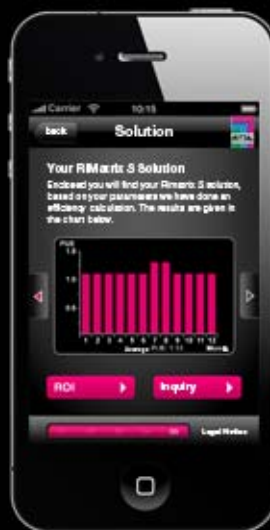 Carrier 10:15
back Solution
Your RiMatrix S Solution
Enclosed you will find your Rimatrix S solution,
based on your parameters we have done an
efficiency calculation. The results are given in
the chart below.
PUE
1.0
0.5
1 2 3 4 5 6 7 8 9 10 11 12
Average
ROI Inquiry
Legal Notice